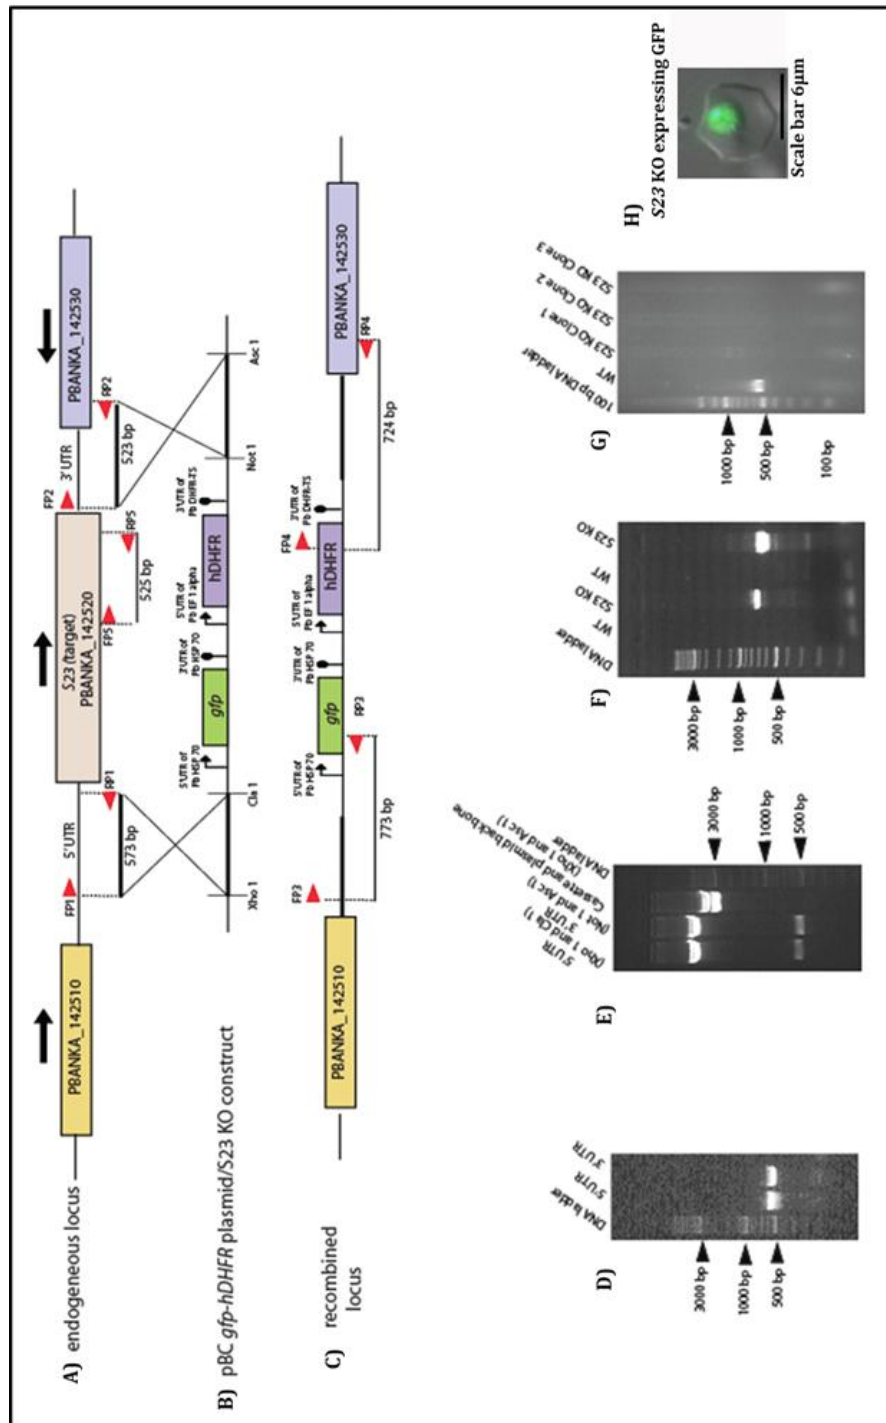 A) endogeneous locus
PBANKA_142510
5'UTR
S23 (target)
PBANKA_142520
3' UTR
PBANKA_142530
FP1
RP1
FP5
RP5
FP2
RP2
573 bp
525 bp
523 bp
B) pBC gfp-hDHFR plasmid/S23 KO construct
5'UTR of
Pb HSP 70
gfp
3'UTR of
Pb HSP 70
5'UTR of
Pb EF 1 alpha
hDHFR
3'UTR of
Pb DHFR-TS
Xho 1
Cla 1
Not 1
Asc 1
C) recombined
locus
PBANKA_142510
FP3
5'UTR of
Pb HSP 70
gfp
RP3
3'UTR of
Pb HSP 70
5'UTR of
Pb EF 1 alpha
FP4
hDHFR
3'UTR of
Pb DHFR-TS
PBANKA_142530
RP4
773 bp
724 bp
D)
DNA ladder
5'UTR
3'UTR
3000 bp
1000 bp
500 bp
E)
5'UTR
(Xho 1 and Cla 1)
3'UTR
(Not 1 and Asc 1)
Cassette and plasmid back bone
(Xho 1 and Asc 1)
DNA ladder
3000 bp
1000 bp
500 bp
F)
DNA ladder
WT
S23 KO
WT
S23 KO
3000 bp
1000 bp
500 bp
G)
100 bp DNA ladder
WT
S23 KO Clone 1
S23 KO Clone 2
S23 KO Clone 3
1000 bp
500 bp
100 bp
H)
S23 KO expressing GFP
Scale bar 6µm